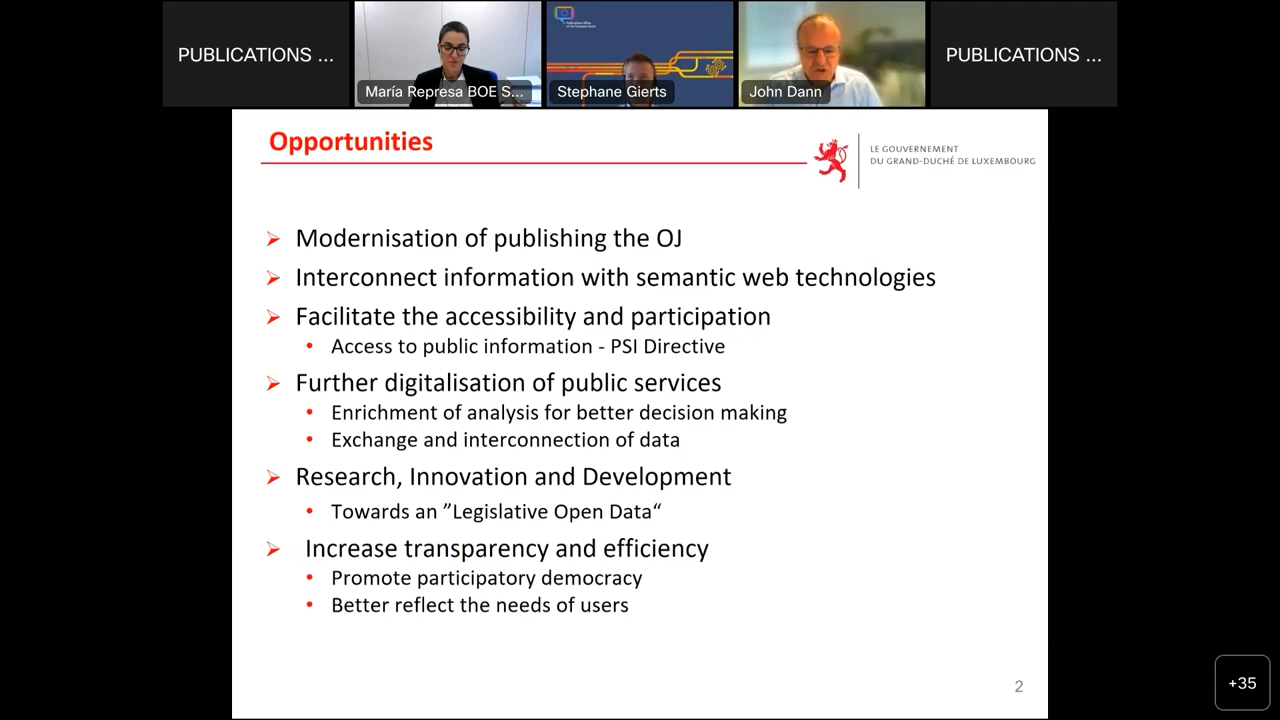 PUBLICATIONS ...
María Represa BOE S...
Stephane Gierts
John Dann
PUBLICATIONS ...
Opportunities
LE GOUVERNEMENT
DU GRAND-DUCHÉ DE LUXEMBOURG
Modernisation of publishing the OJ
Interconnect information with semantic web technologies
Facilitate the accessibility and participation
Access to public information - PSI Directive
Further digitalisation of public services
Enrichment of analysis for better decision making
Exchange and interconnection of data
Research, Innovation and Development
Towards an ”Legislative Open Data“
Increase transparency and efficiency
Promote participatory democracy
Better reflect the needs of users
2
+35